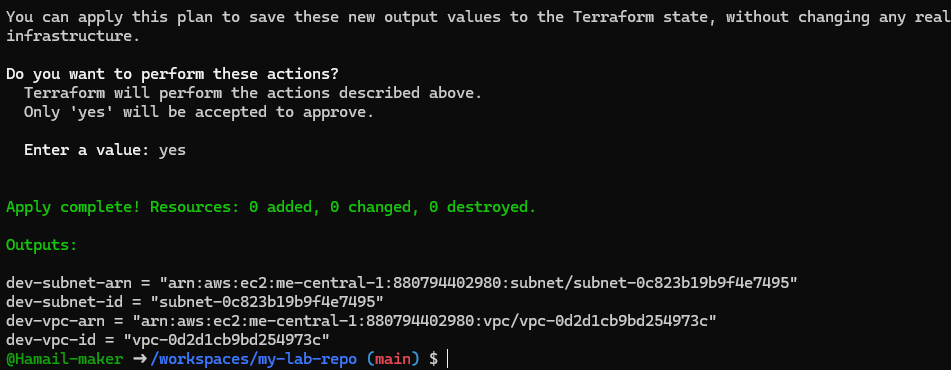 You can apply this plan to save these new output values to the Terraform state, without changing any real
infrastructure.
Do you want to perform these actions?
Terraform will perform the actions described above.
Only 'yes' will be accepted to approve.
Enter a value: yes
Apply complete! Resources: 0 added, 0 changed, 0 destroyed.
Outputs:
dev-subnet-arn = "arn:aws:ec2:me-central-1:880794402980:subnet/subnet-0c823b19b9f4e7495"
dev-subnet-id = "subnet-0c823b19b9f4e7495"
dev-vpc-arn = "arn:aws:ec2:me-central-1:880794402980:vpc/vpc-0d2d1cb9bd254973c"
dev-vpc-id = "vpc-0d2d1cb9bd254973c"
@Hamail-maker ➜ /workspaces/my-lab-repo (main) $